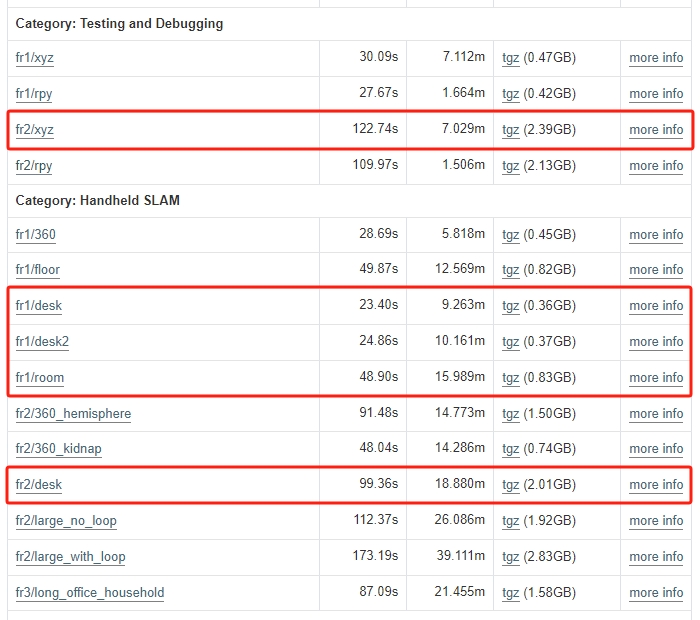 Category: Testing and Debugging
fr1/xyz 30.09s 7.112m tgz (0.47GB) more info
fr1/rpy 27.67s 1.664m tgz (0.42GB) more info
fr2/xyz 122.74s 7.029m tgz (2.39GB) more info
fr2/rpy 109.97s 1.506m tgz (2.13GB) more info
Category: Handheld SLAM
fr1/360 28.69s 5.818m tgz (0.45GB) more info
fr1/floor 49.87s 12.569m tgz (0.82GB) more info
fr1/desk 23.40s 9.263m tgz (0.36GB) more info
fr1/desk2 24.86s 10.161m tgz (0.37GB) more info
fr1/room 48.90s 15.989m tgz (0.83GB) more info
fr2/360_hemisphere 91.48s 14.773m tgz (1.50GB) more info
fr2/360_kidnap 48.04s 14.286m tgz (0.74GB) more info
fr2/desk 99.36s 18.880m tgz (2.01GB) more info
fr2/large_no_loop 112.37s 26.086m tgz (1.92GB) more info
fr2/large_with_loop 173.19s 39.111m tgz (2.83GB) more info
fr3/long_office_household 87.09s 21.455m tgz (1.58GB) more info